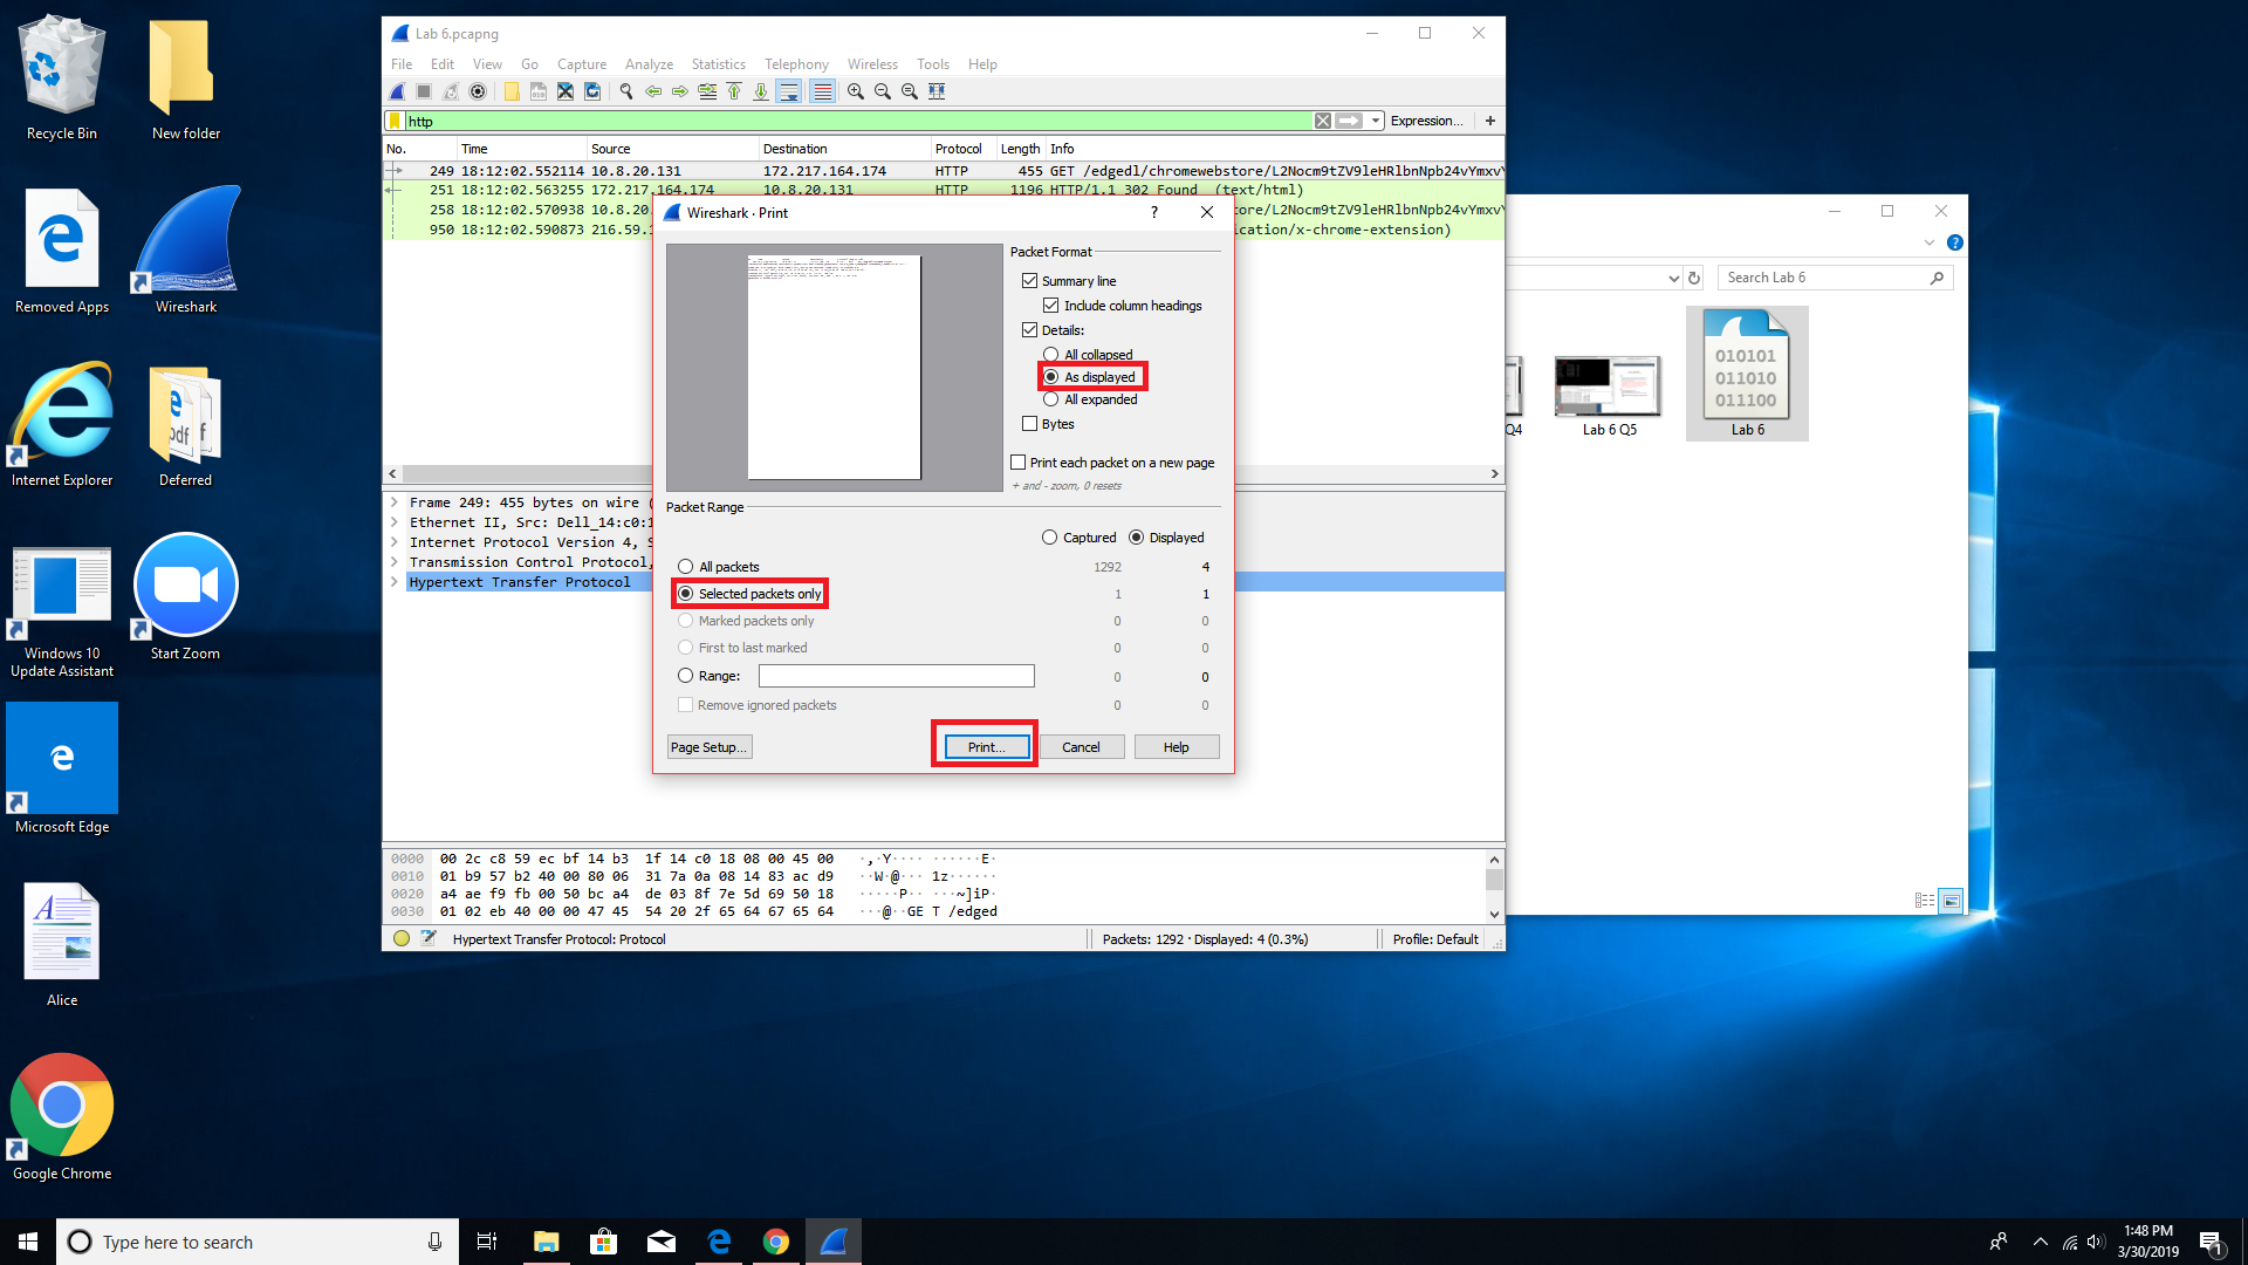 Recycle Bin
New folder
Removed Apps
Wireshark
Internet Explorer
Deferred
Windows 10
Update Assistant
Start Zoom
Microsoft Edge
Alice
Google Chrome
Lab 6.pcapng
File Edit View Go Capture Analyze Statistics Telephony Wireless Tools Help
http
Expression... +
No. Time Source Destination Protocol Length Info
249 18:12:02.552114 10.8.20.131 172.217.164.174 HTTP 455 GET /edgedl/chromewebstore/L2Nocm9tZV9leHRlbnNpb24vYmxvY
251 18:12:02.563255 172.217.164.174 10.8.20.131 HTTP 1196 HTTP/1.1 302 Found (text/html)
258 18:12:02.570938 10.8.20. tore/L2Nocm9tZV9leHRlbnNpb24vYmxvY
950 18:12:02.590873 216.59.1 ication/x-chrome-extension)
Wireshark · Print
? 
Packet Format
Summary line
Include column headings
Details:
All collapsed
As displayed
All expanded
Bytes
Print each packet on a new page
+ and - zoom, 0 resets
Packet Range
Captured Displayed
All packets 1292 4
Selected packets only 1 1
Marked packets only 0 0
First to last marked 0 0
Range: 0 0
Remove ignored packets 0 0
Page Setup... Print... Cancel Help
Frame 249: 455 bytes on wire (
Ethernet II, Src: Dell_14:c0:1
Internet Protocol Version 4, S
Transmission Control Protocol,
Hypertext Transfer Protocol
0000 00 2c c8 59 ec bf 14 b3 1f 14 c0 18 08 00 45 00 ·,·Y···· ······E·
0010 01 b9 57 b2 40 00 80 06 31 7a 0a 08 14 83 ac d9 ··W·@··· 1z······
0020 a4 ae f9 fb 00 50 bc a4 de 03 8f 7e 5d 69 50 18 ·····P·· ···~]iP·
0030 01 02 eb 40 00 00 47 45 54 20 2f 65 64 67 65 64 ···@··GE T /edged
Hypertext Transfer Protocol: Protocol
Packets: 1292 · Displayed: 4 (0.3%)
Profile: Default
Search Lab 6
010101
011010
011100
Q4
Lab 6 Q5
Lab 6
Type here to search
1:48 PM
3/30/2019
1